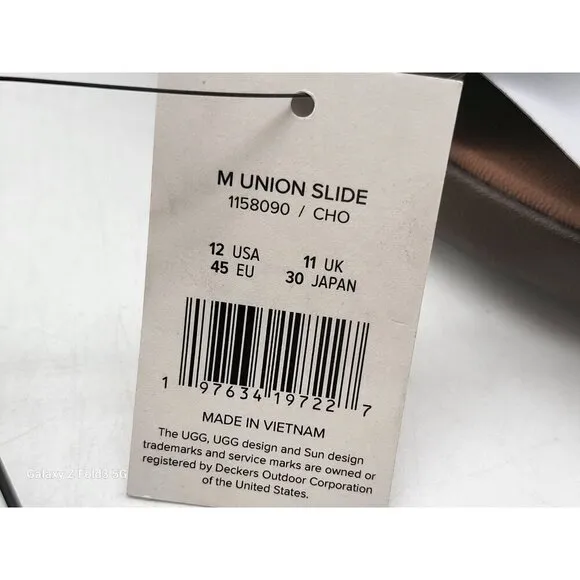 M UNION SLIDE
1158090 / CHO
12 USA 11 UK
45 EU 30 JAPAN
1 97634 19722 7
MADE IN VIETNAM
The UGG, UGG design and Sun design
trademarks and service marks are owned or
registered by Deckers Outdoor Corporation
of the United States.
Galaxy Z Fold3 5G